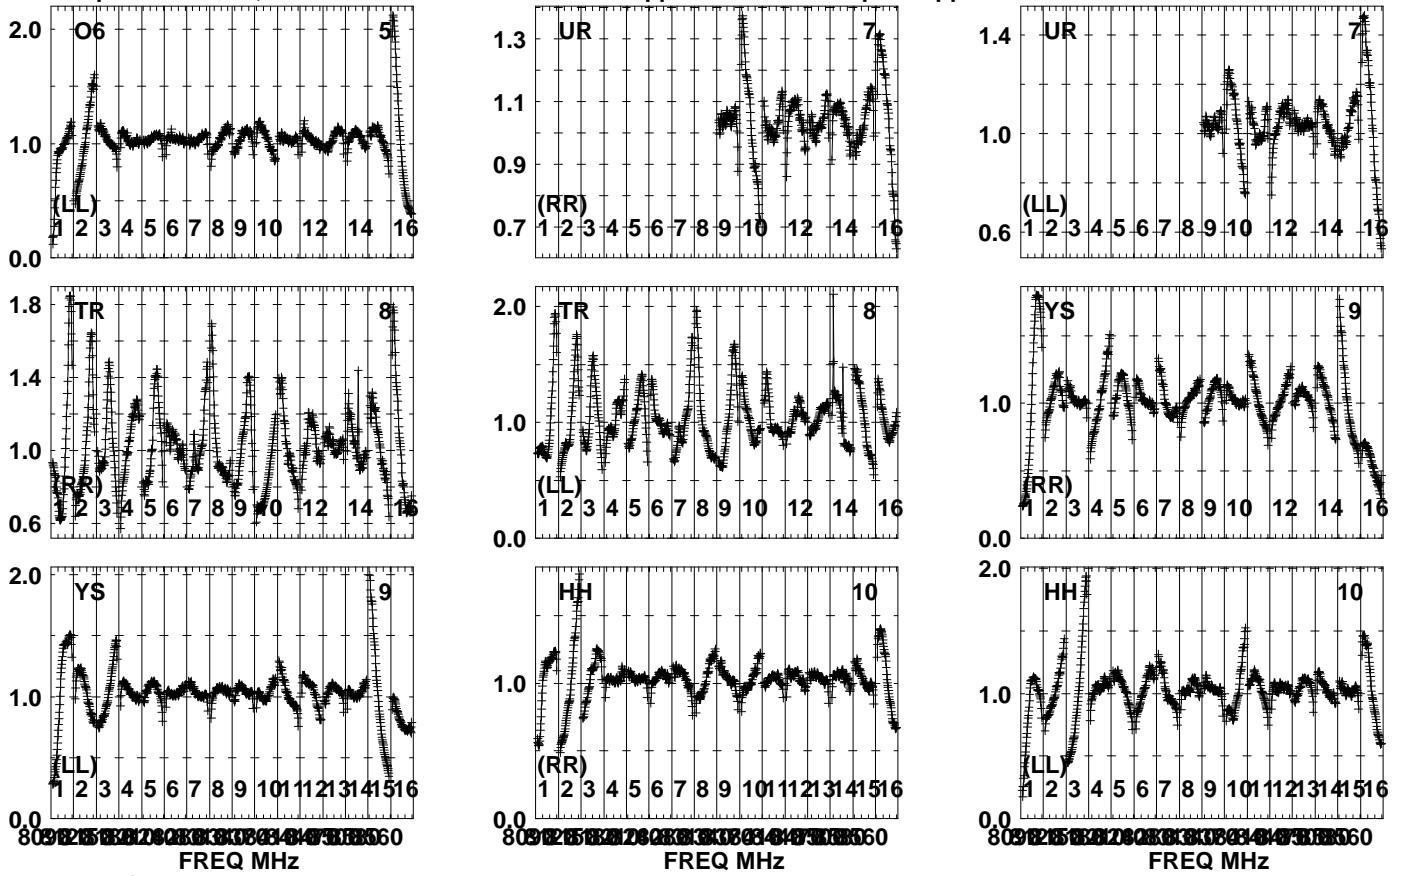 2.0 O6 5
1.0
(LL)
1 2 3 4 5 6 7 8 9 10 12 14 16
0.0
1.3 UR 7
1.1
0.9
(RR)
0.7 1 2 3 4 5 6 7 8 9 10 12 14 16
1.4 UR 7
1.0
(LL)
0.6 1 2 3 4 5 6 7 8 9 10 12 14 16
1.8 TR 8
1.4
1.0
(RR)
1 2 3 4 5 6 7 8 9 10 12 14 16
0.6
2.0 TR 8
1.0
(LL)
1 2 3 4 5 6 7 8 9 10 12 14 16
0.0
YS 9
1.0
(RR)
1 2 3 4 5 6 7 8 9 10 12 14 16
0.0
2.0 YS 9
1.0
(LL)
1 2 3 4 5 6 7 8 9 10 11 12 13 14 15 16
0.0
FREQ MHz
HH 10
1.0
(RR)
1 2 3 4 5 6 7 8 9 10 11 12 13 14 15 16
0.0
FREQ MHz
2.0 HH 10
1.0
(LL)
1 2 3 4 5 6 7 8 9 10 11 12 13 14 15 16
0.0
FREQ MHz